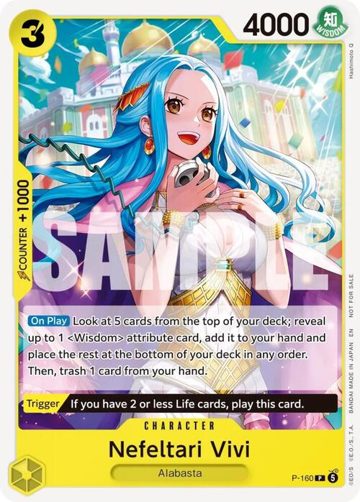 3
4000
知
WISDOM
Hashimoto Q
COUNTER +1000
SAMPLE
On Play Look at 5 cards from the top of your deck; reveal
up to 1 <Wisdom> attribute card, add it to your hand and
place the rest at the bottom of your deck in any order.
Then, trash 1 card from your hand.
Trigger If you have 2 or less Life cards, play this card.
CHARACTER
Nefeltari Vivi
Alabasta
P-160 P 5
©E.O./S. ©E.O./S., T.A. BANDAI MADE IN JAPAN EN NOT FOR SALE